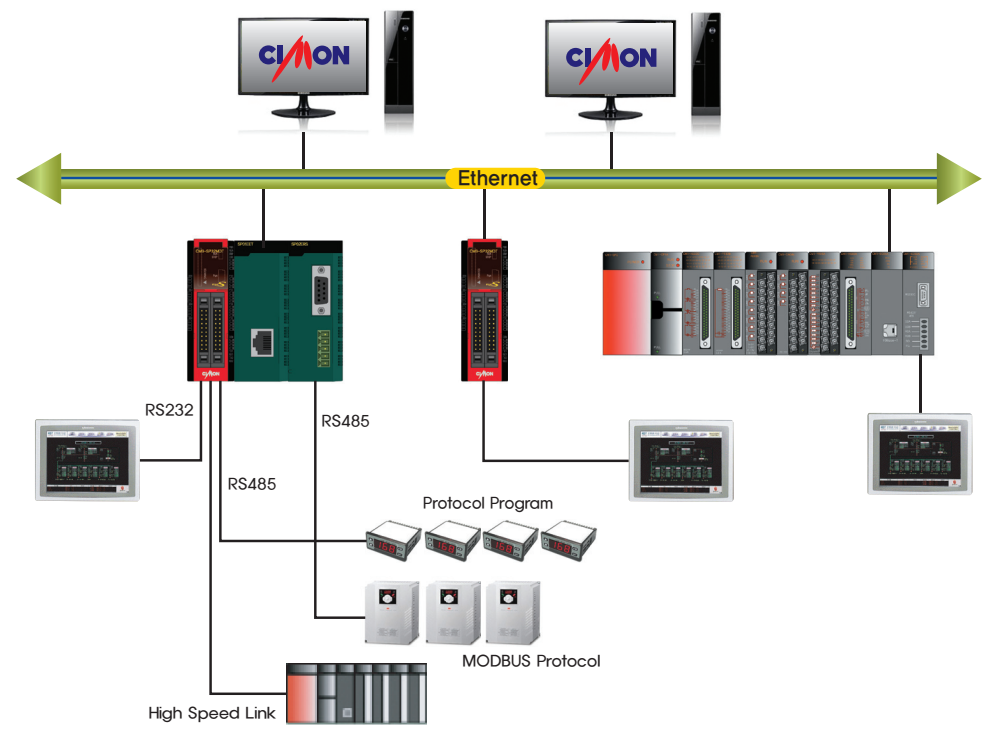 CIMON
CIMON
Ethernet
CIMON
CIMON
RS232
RS485
RS485
Protocol Program
MODBUS Protocol
High Speed Link